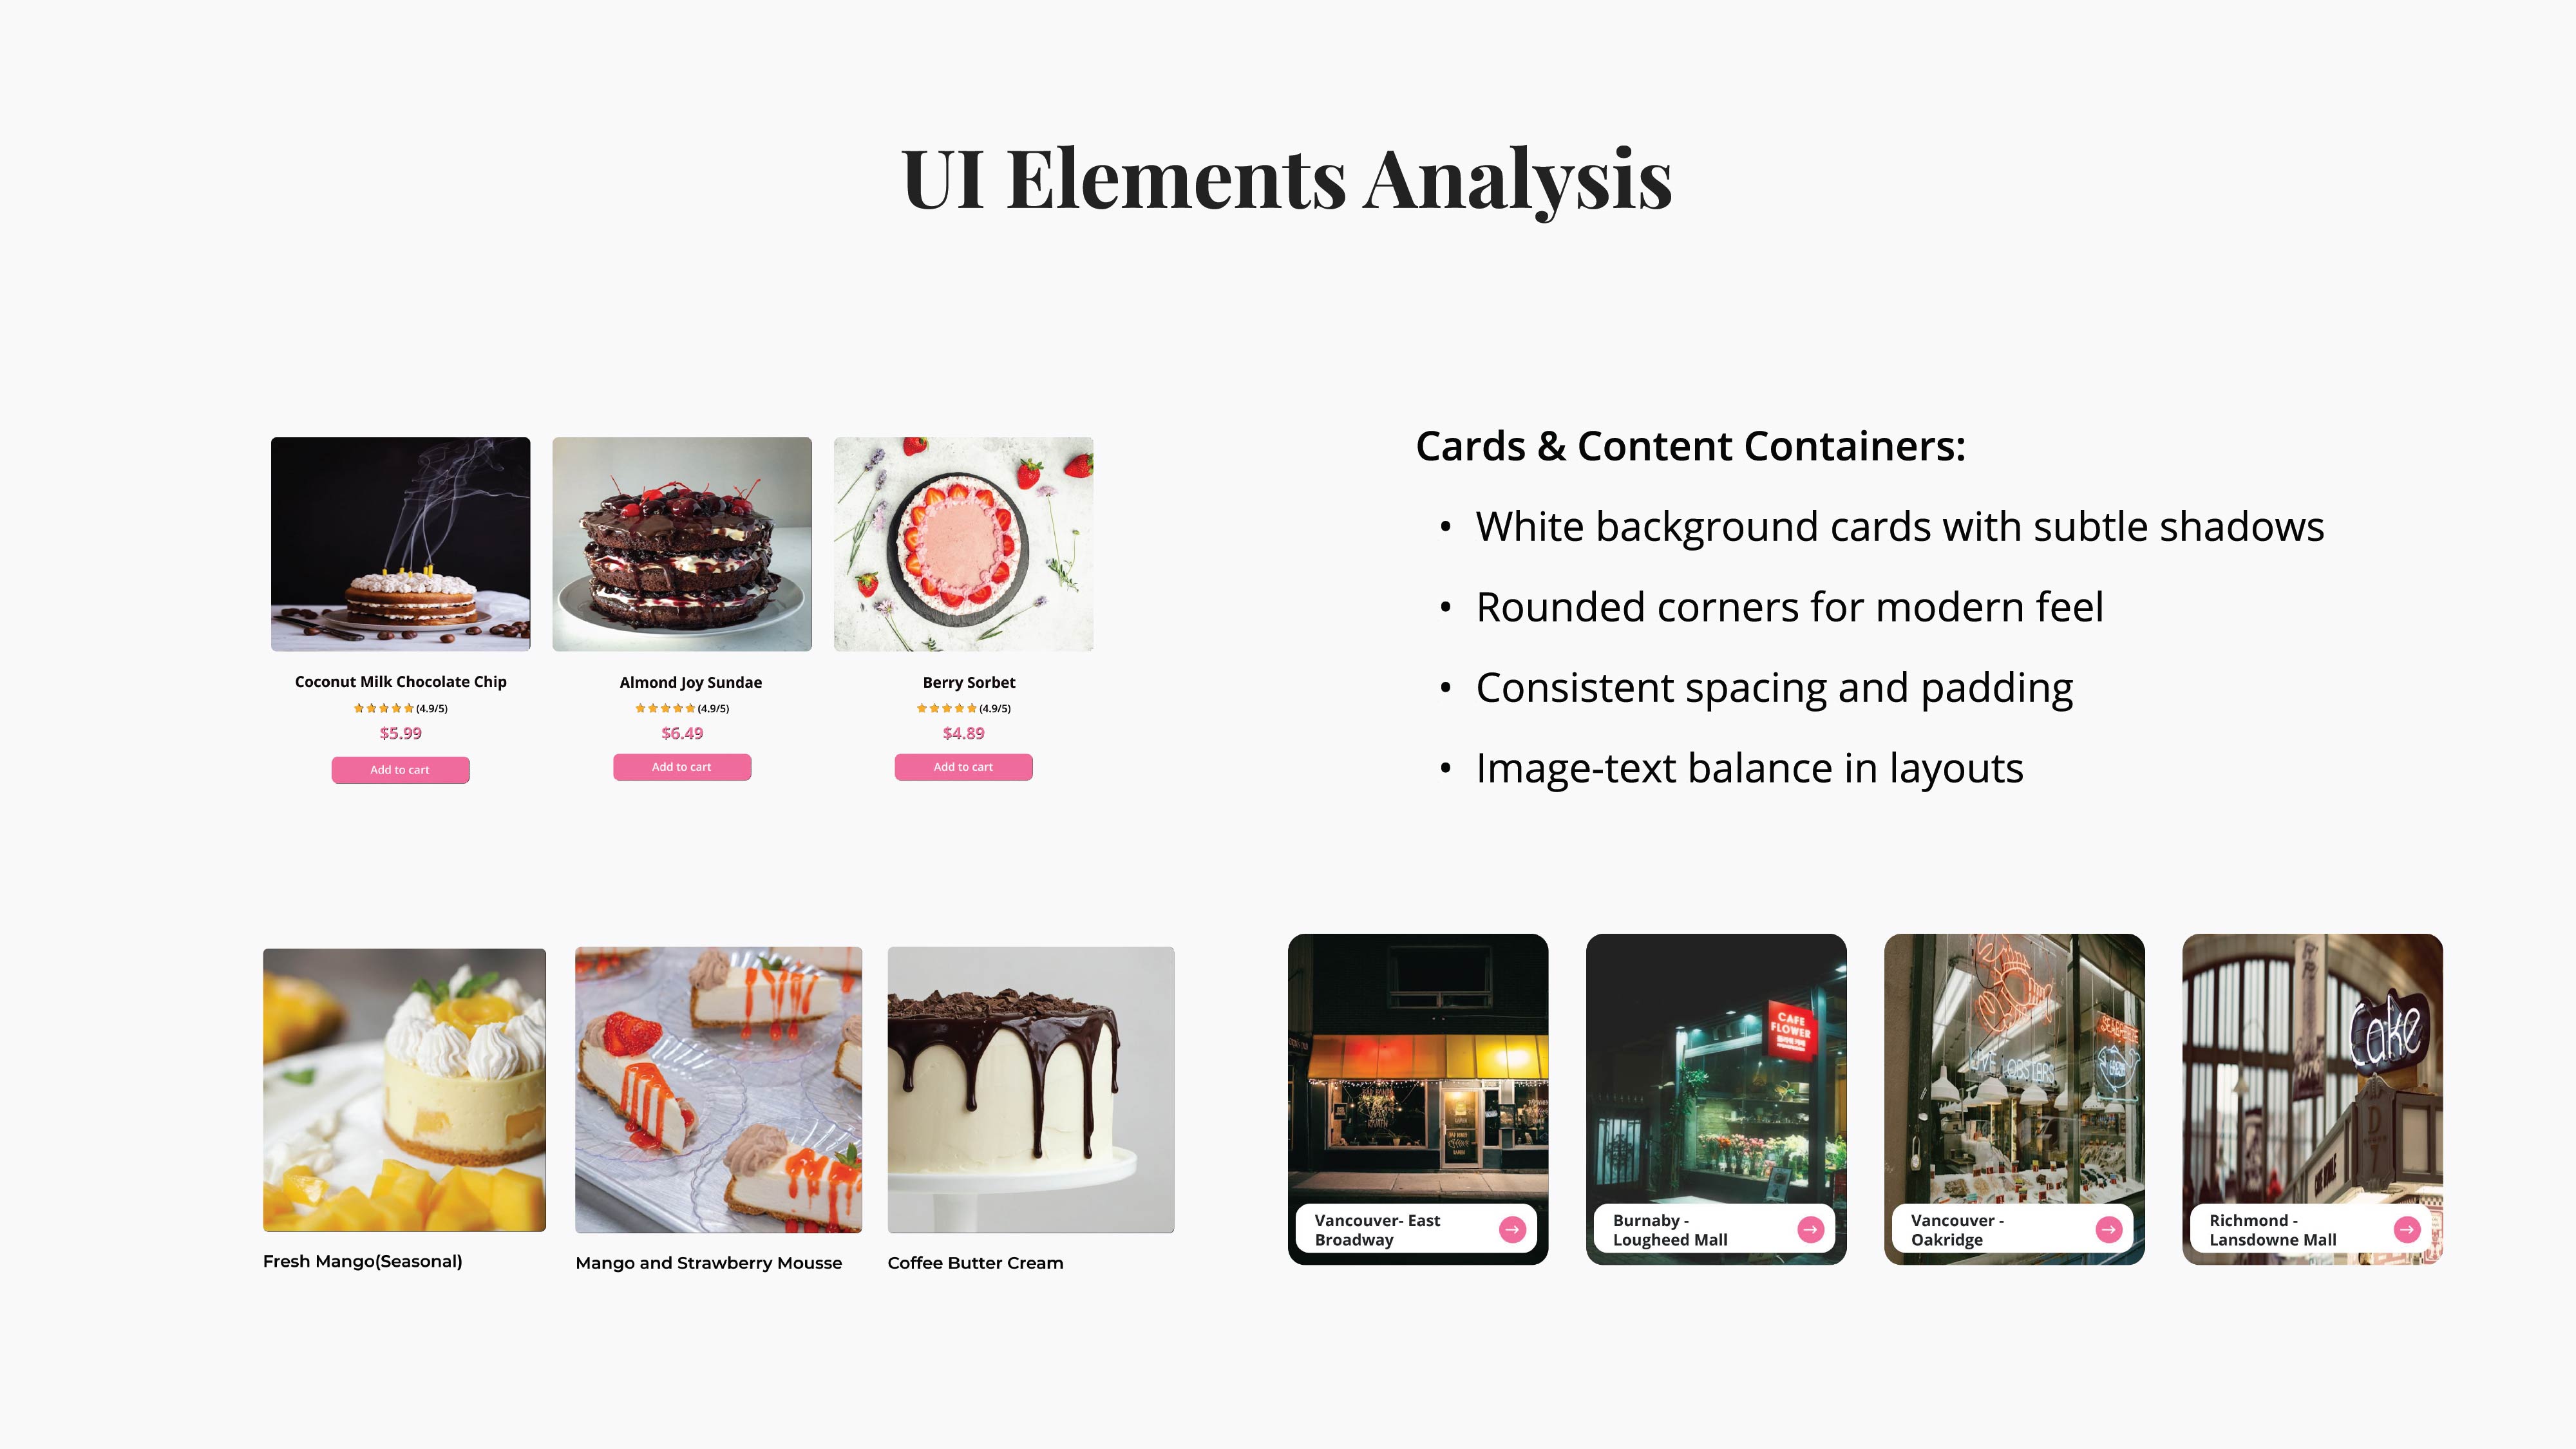 UI Elements Analysis
Coconut Milk Chocolate Chip
(4.9/5)
$5.99
Add to cart
Almond Joy Sundae
(4.9/5)
$6.49
Add to cart
Berry Sorbet
(4.9/5)
$4.89
Add to cart
Cards & Content Containers:
• White background cards with subtle shadows
• Rounded corners for modern feel
• Consistent spacing and padding
• Image-text balance in layouts
Fresh Mango(Seasonal)
Mango and Strawberry Mousse
Coffee Butter Cream
Vancouver- East
Broadway
CAFE
FLOWER
Burnaby -
Lougheed Mall
LIVE LOBSTARS
Vancouver -
Oakridge
Cake
Richmond -
Lansdowne Mall